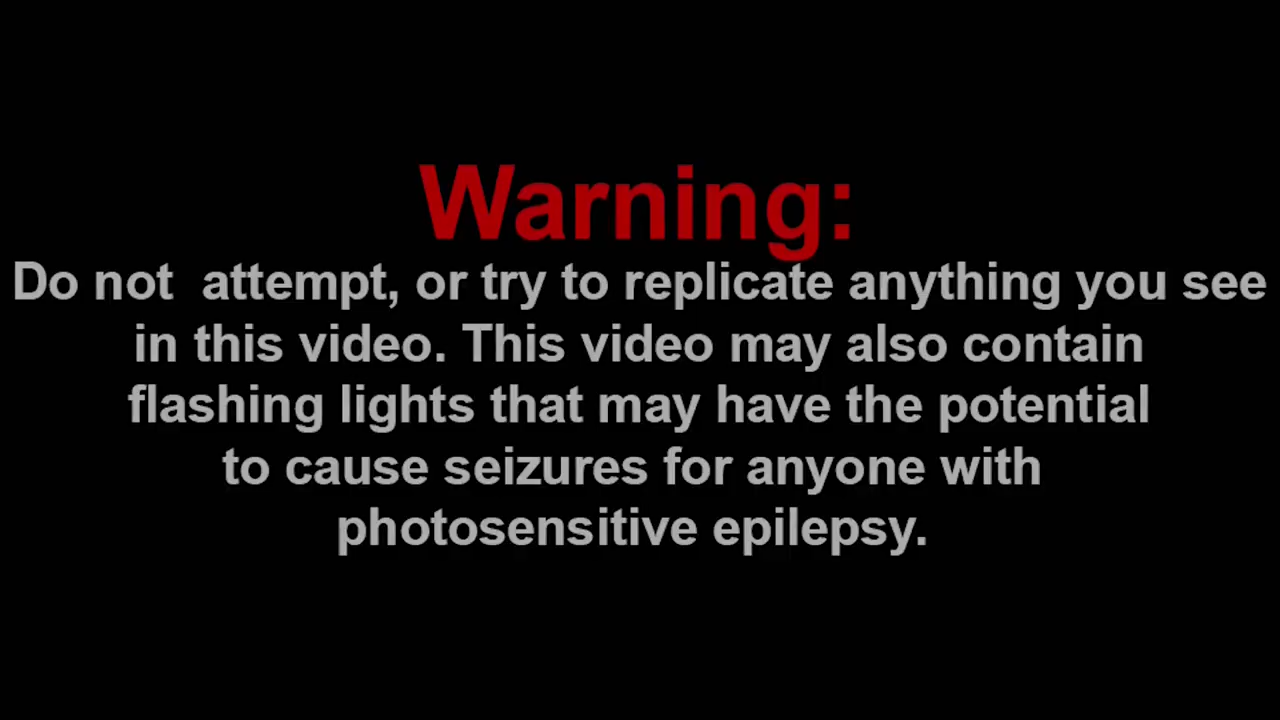 Warning:
Do not  attempt, or try to replicate anything you see
in this video. This video may also contain
flashing lights that may have the potential
to cause seizures for anyone with
photosensitive epilepsy.